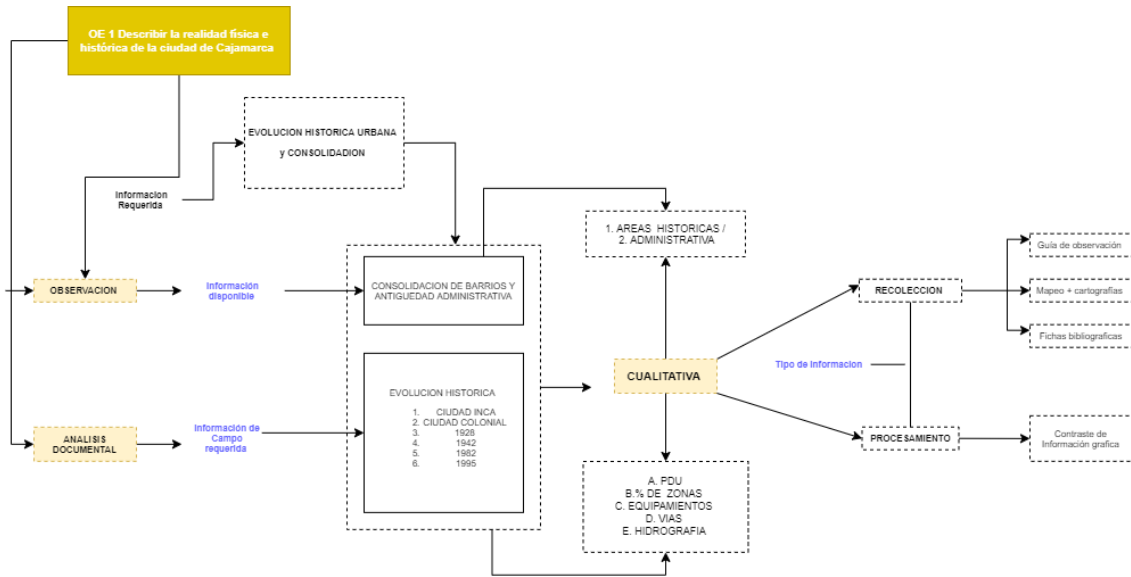 OE 1 Describir la realidad física e
histórica de la ciudad de Cajamarca
EVOLUCION HISTORICA URBANA
y CONSOLIDADION
Informacion
Requerida
OBSERVACION
Información
disponible
CONSOLIDACION DE BARRIOS Y
ANTIGUEDAD ADMINISTRATIVA
ANALISIS
DOCUMENTAL
Información de
Campo
requerida
EVOLUCION HISTORICA
1. CIUDAD INCA
2. CIUDAD COLONIAL
3. 1928
4. 1942
5. 1982
6. 1995
1. AREAS HISTORICAS /
2. ADMINISTRATIVA
CUALITATIVA
A. PDU
B.% DE ZONAS
C. EQUIPAMIENTOS
D. VIAS
E. HIDROGRAFIA
RECOLECCION
Tipo de Informacion
PROCESAMIENTO
Guía de observación
Mapeo + cartografías
Fichas bibliograficas
Contraste de
Información grafica